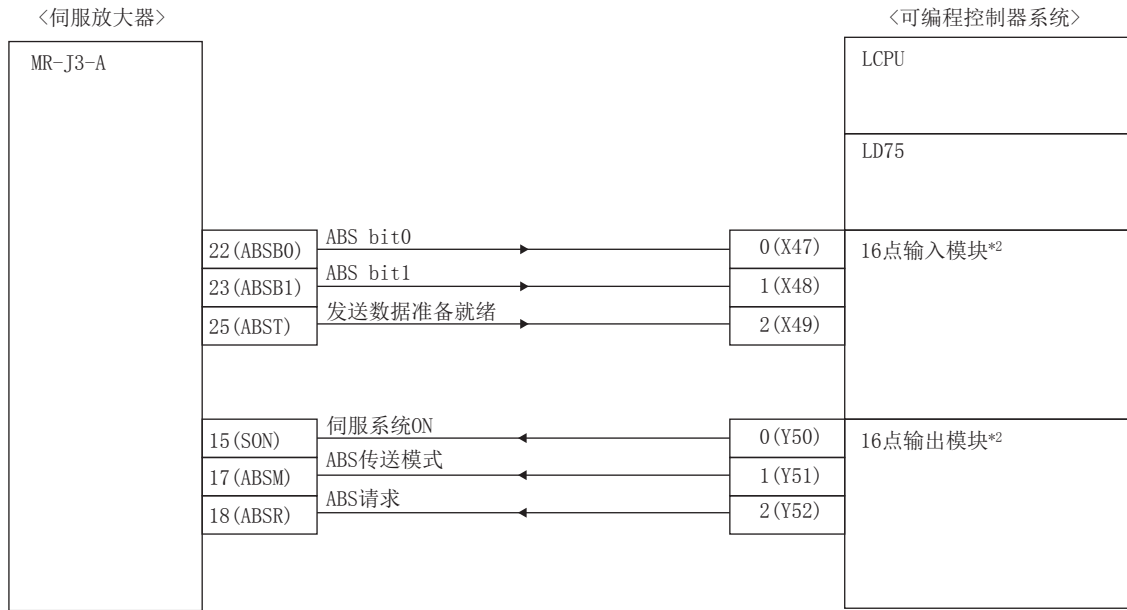 <伺服放大器>
<可编程控制器系统>
MR-J3-A
LCPU
LD75
22(ABSB0)
ABS bit0
0(X47)
16点输入模块*2
23(ABSB1)
ABS bit1
1(X48)
25(ABST)
发送数据准备就绪
2(X49)
15(SON)
伺服系统ON
0(Y50)
16点输出模块*2
17(ABSM)
ABS传送模式
1(Y51)
18(ABSR)
ABS请求
2(Y52)